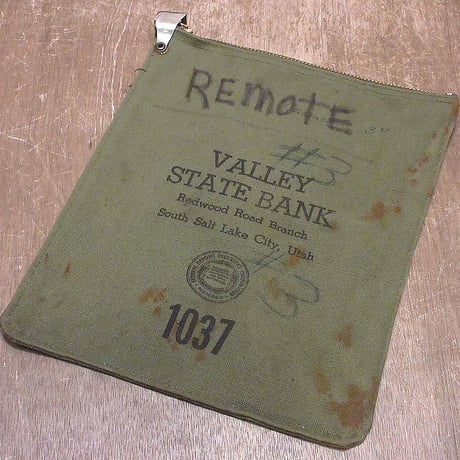 REMOTE
#3
VALLEY
STATE BANK
Redwood Road Branch
South Salt Lake City, Utah
#3
1037